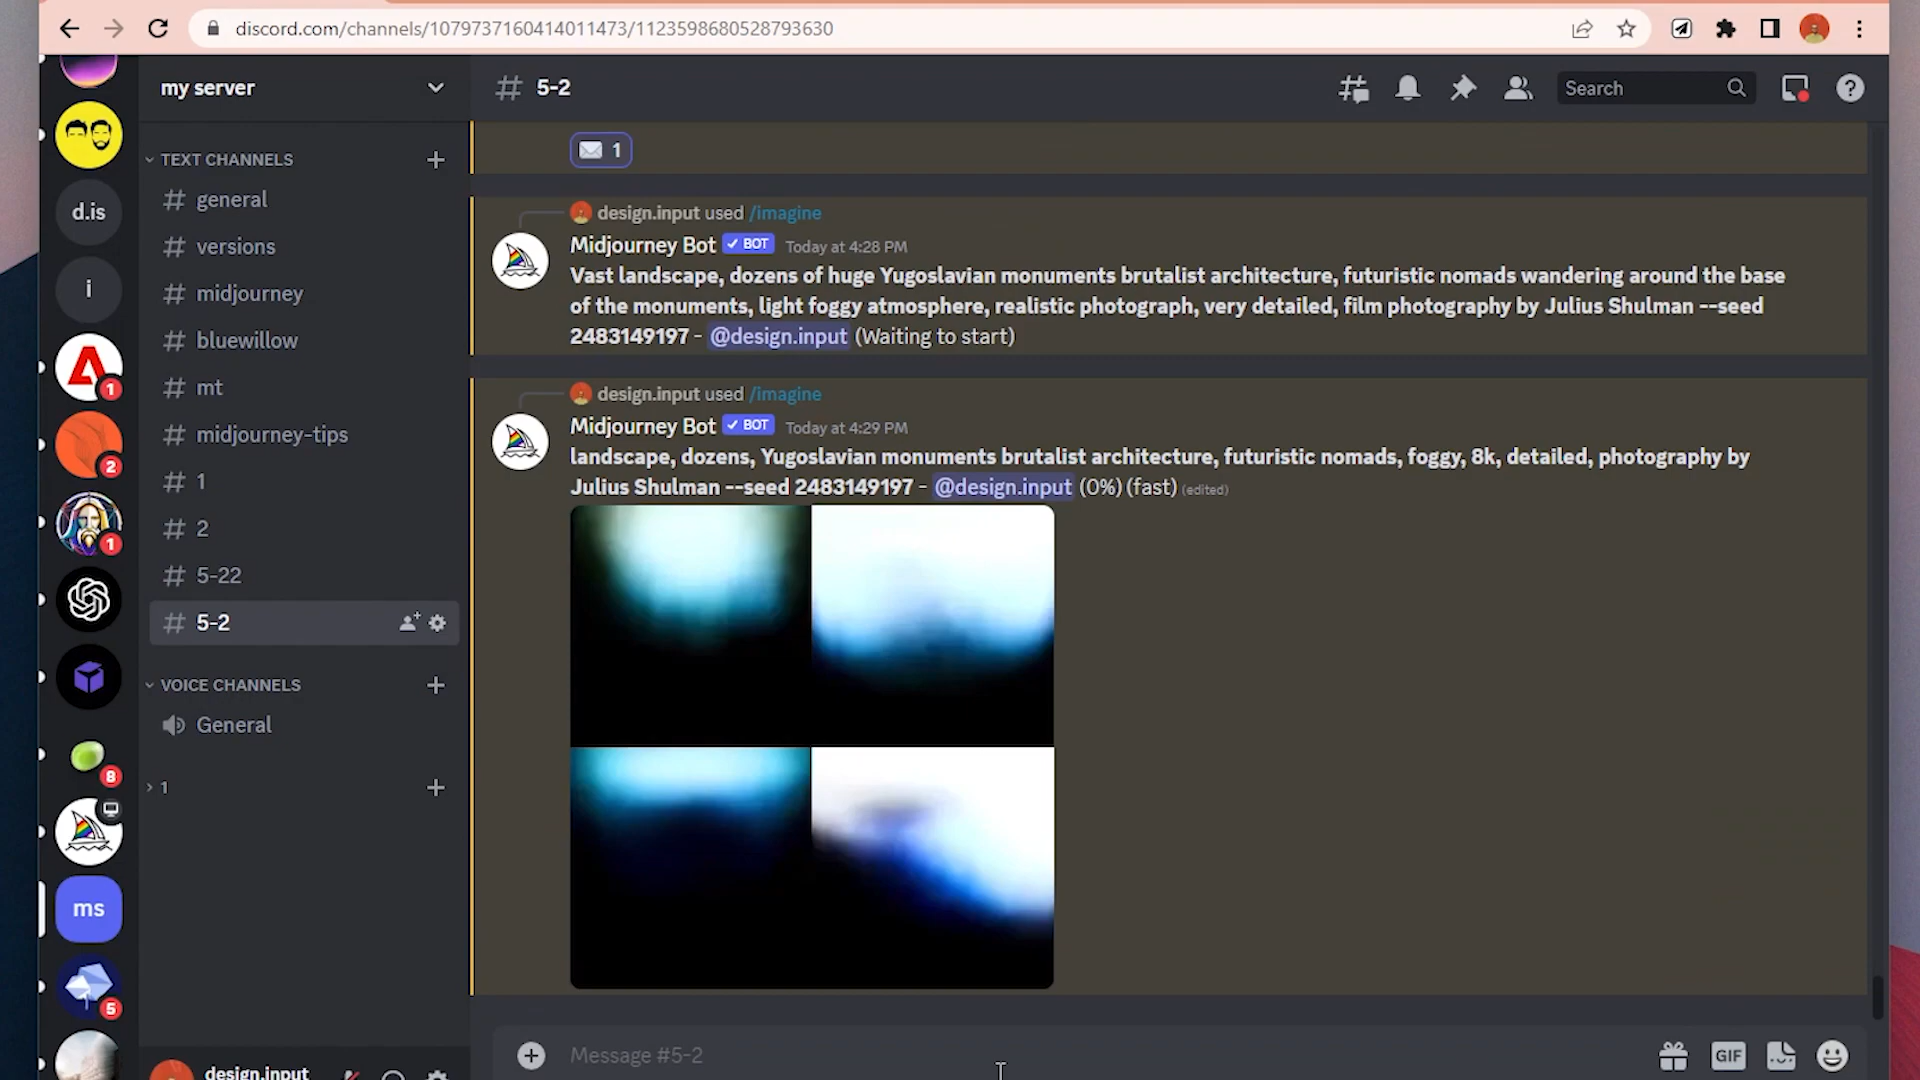 discord.com/channels/1079737160414011473/1123598680528793630
my server
5-2
Search
TEXT CHANNELS
general
versions
midjourney
bluewillow
mt
midjourney-tips
1
2
5-22
5-2
VOICE CHANNELS
General
1
d.is
i
1
2
1
8
ms
5
design.input
1
design.input used /imagine
Midjourney Bot ✓ BOT Today at 4:28 PM
Vast landscape, dozens of huge Yugoslavian monuments brutalist architecture, futuristic nomads wandering around the base
of the monuments, light foggy atmosphere, realistic photograph, very detailed, film photography by Julius Shulman --seed
2483149197 - @design.input (Waiting to start)
design.input used /imagine
Midjourney Bot ✓ BOT Today at 4:29 PM
landscape, dozens, Yugoslavian monuments brutalist architecture, futuristic nomads, foggy, 8k, detailed, photography by
Julius Shulman --seed 2483149197 - @design.input (0%) (fast) (edited)
Message #5-2
GIF